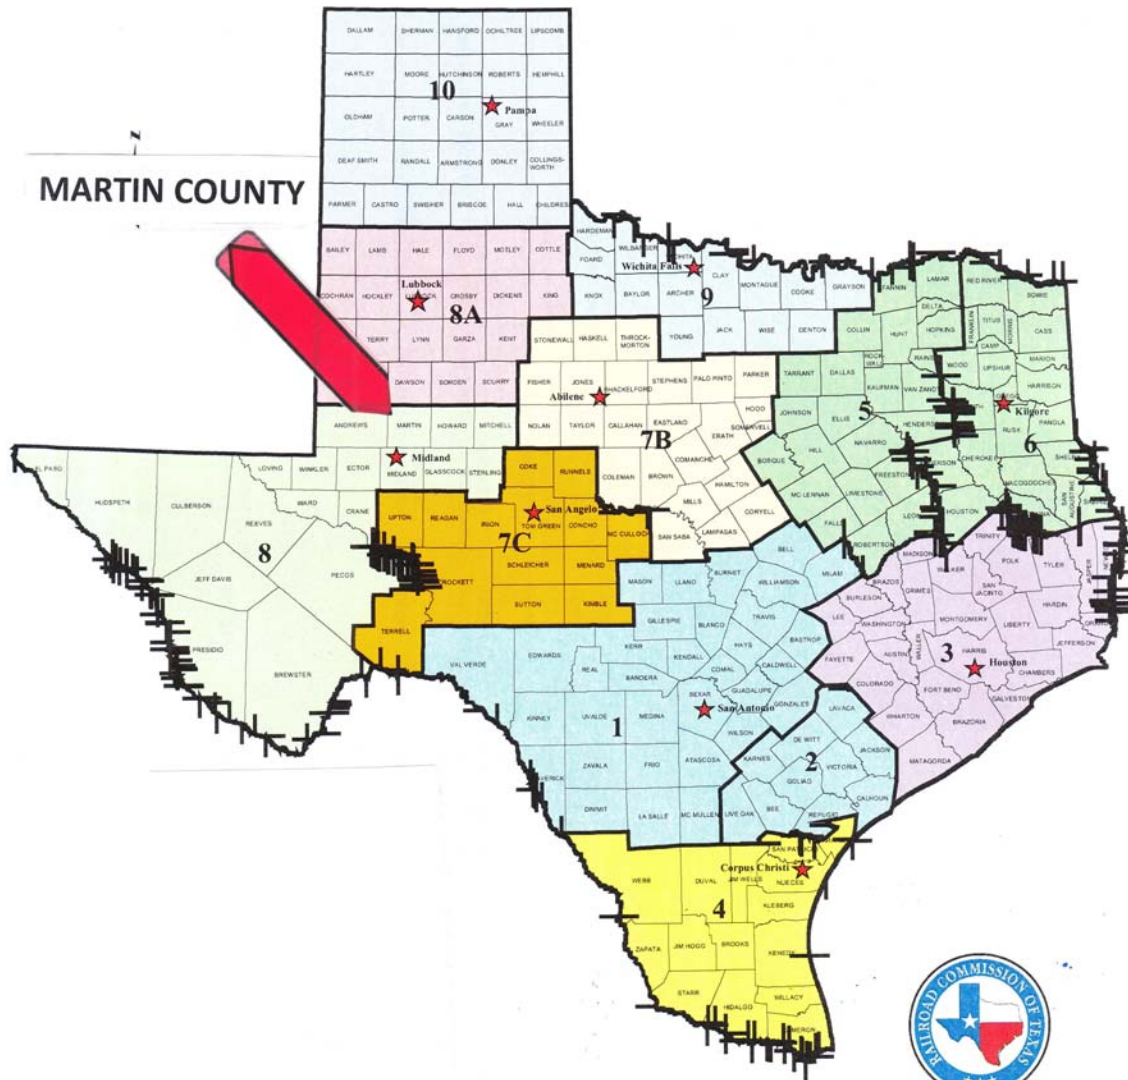 DALLAM SHERMAN HANSFORD OCHILTREE LIPSCOMB
HARTLEY MOORE HUTCHINSON ROBERTS HEMPHILL
10
Pampa
OLDHAM POTTER CARSON GRAY WHEELER
DEAF SMITH RANDALL ARMSTRONG DONLEY COLLINGS-
WORTH
MARTIN COUNTY
PARMER CASTRO SWISHER BRISCOE HALL CHILDRES
HARDEMAN
BAILEY LAMB HALE FLOYD MOTLEY COTTLE
FOARD WILBARGER
Wichita Falls
CLAY
Lubbock
COCHRAN HOCKLEY CROSBY DICKENS KING
8A
KNOX BAYLOR ARCHER 9 MONTAGUE COOKE GRAYSON
FANNIN LAMAR RED RIVER
BOWIE
TERRY LYNN GARZA KENT
YOUNG JACK WISE DENTON COLLIN
HUNT DELTA HOPKINS FRANKLIN TITUS MORRIS CASS
CAMP
STONEWALL HASKELL THROCK-
MORTON
DAWSON BORDEN SCURRY
FISHER JONES SHACKELFORD STEPHENS PALO PINTO PARKER
Abilene
TARRANT DALLAS ROCK-
WALL
RAINS WOOD UPSHUR MARION
KAUFMAN VAN ZANDT HARRISON
Kilgore
ANDREWS MARTIN HOWARD MITCHELL
NOLAN TAYLOR CALLAHAN EASTLAND HOOD
SOMERVELL
ERATH
7B
JOHNSON ELLIS 5
HENDERS
RUSK PANOLA
Midland
EL PASO LOVING WINKLER ECTOR MIDLAND GLASSCOCK STERLING
COKE RUNNELS
COLEMAN BROWN COMANCHE
HAMILTON
BOSQUE HILL NAVARRO
FREESTON
CHEROKE
6
SHEL
HUDSPETH CULBERSON REEVES WARD CRANE
UPTON REAGAN IRION
San Angelo
TOM GREEN CONCHO
MC CULLOCH
MILLS
SAN SABA LAMPASAS CORYELL
MC LENNAN LIMESTONE
FALLS LEON HOUSTON
NACOGDOCHES
SAN
AUGUSTINE
8 JEFF DAVIS PECOS
CROCKETT
7C
SCHLEICHER MENARD
SUTTON KIMBLE
TERRELL
PRESIDIO BREWSTER
MASON LLANO BURNET BELL
WILLIAMSON MILAM
ROBERTSON
MADISON TRINITY POLK TYLER JASPER
BRAZOS WALKER SAN
JACINTO
BURLESON GRIMES
HARDIN
GILLESPIE BLANCO TRAVIS LEE WASHINGTON MONTGOMERY LIBERTY
HAYS BASTROP
VAL VERDE EDWARDS KERR KENDALL COMAL CALDWELL
FAYETTE AUSTIN WALLER 3 HARRIS
Houston
JEFFERSON
CHAMBERS
REAL BANDERA
GUADALUPE
COLORADO FORT BEND GALVESTON
BEXAR
San Antonio
GONZALES
LAVACA WHARTON BRAZORIA
KINNEY UVALDE MEDINA
1
WILSON
DE WITT JACKSON MATAGORDA
MAVERICK ZAVALA FRIO ATASCOSA
KARNES 2 VICTORIA
GOLIAD
CALHOUN
DIMMIT LA SALLE MC MULLEN LIVE OAK BEE REFUGIO
SAN PATRICIO
Corpus Christi
WEBB DUVAL JIM WELLS NUECES
4
KLEBERG
ZAPATA JIM HOGG BROOKS KENEDY
STARR HIDALGO WILLACY
CAMERON
RAILROAD COMMISSION OF TEXAS